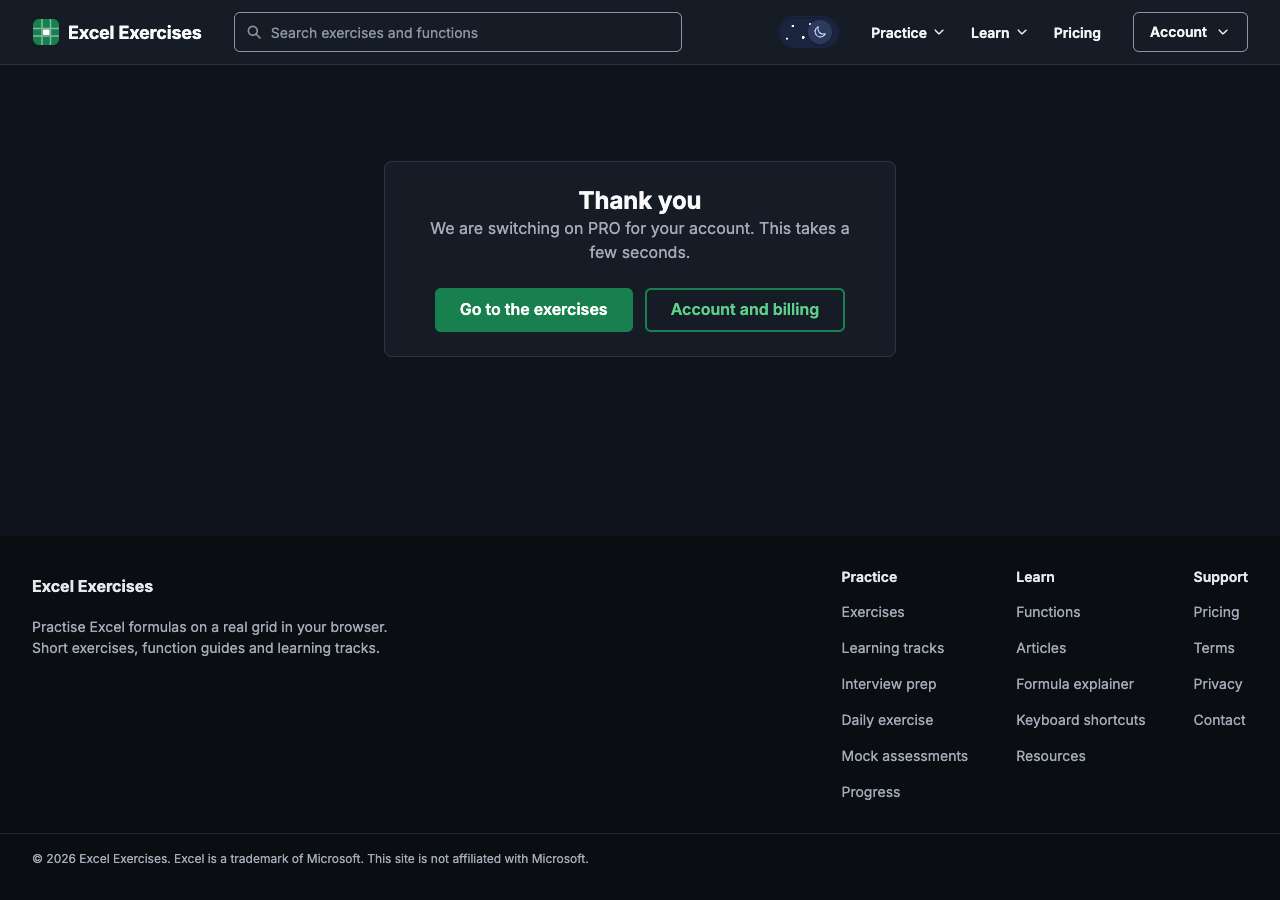 Excel Exercises
Search exercises and functions
Practice
Learn
Pricing
Account
Thank you
We are switching on PRO for your account. This takes a
few seconds.
Go to the exercises
Account and billing
Excel Exercises
Practise Excel formulas on a real grid in your browser.
Short exercises, function guides and learning tracks.
Practice
Exercises
Learning tracks
Interview prep
Daily exercise
Mock assessments
Progress
Learn
Functions
Articles
Formula explainer
Keyboard shortcuts
Resources
Support
Pricing
Terms
Privacy
Contact
© 2026 Excel Exercises. Excel is a trademark of Microsoft. This site is not affiliated with Microsoft.